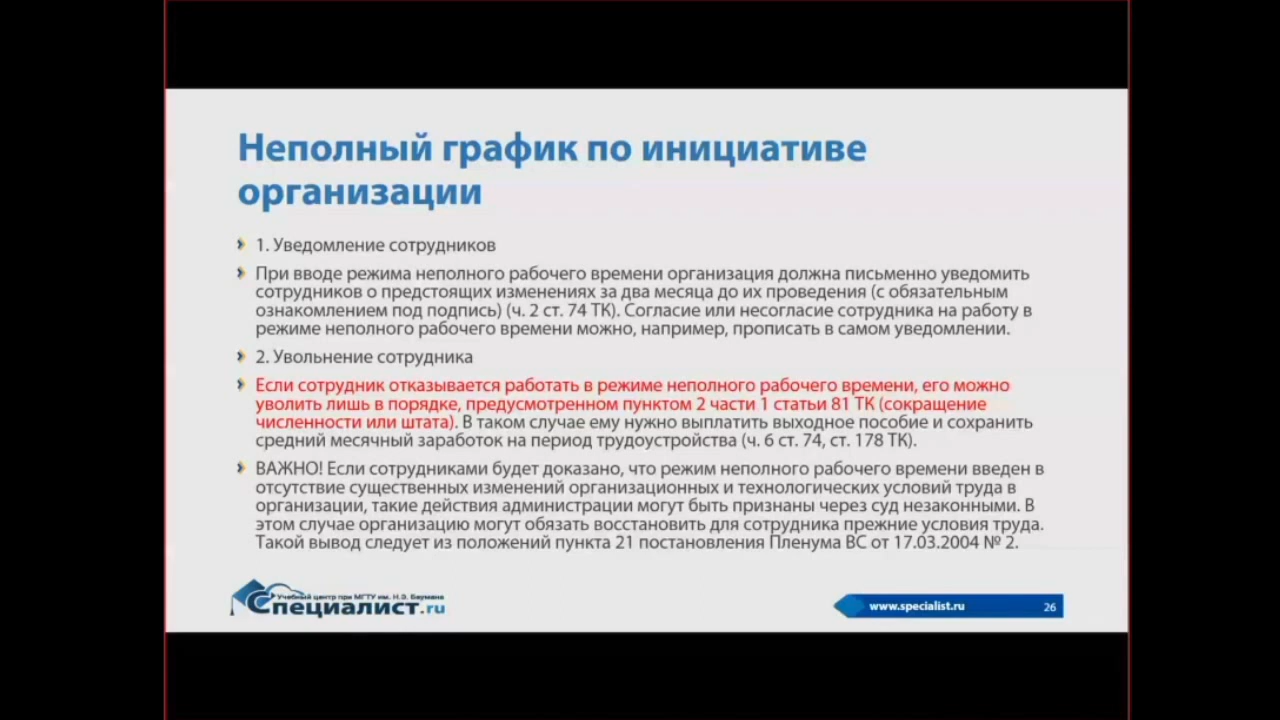 Неполный график по инициативе
организации
1. Уведомление сотрудников
При вводе режима неполного рабочего времени организация должна письменно уведомить
сотрудников о предстоящих изменениях за два месяца до их проведения (с обязательным
ознакомлением под подпись) (ч. 2 ст. 74 ТК). Согласие или несогласие сотрудника на работу в
режиме неполного рабочего времени можно, например, прописать в самом уведомлении.
2. Увольнение сотрудника
Если сотрудник отказывается работать в режиме неполного рабочего времени, его можно
уволить лишь в порядке, предусмотренном пунктом 2 части 1 статьи 81 ТК (сокращение
численности или штата). В таком случае ему нужно выплатить выходное пособие и сохранить
средний месячный заработок на период трудоустройства (ч. 6 ст. 74, ст. 178 ТК).
ВАЖНО! Если сотрудниками будет доказано, что режим неполного рабочего времени введен в
отсутствие существенных изменений организационных и технологических условий труда в
организации, такие действия администрации могут быть признаны через суд незаконными. В
этом случае организацию могут обязать восстановить для сотрудника прежние условия труда.
Такой вывод следует из положений пункта 21 постановления Пленума ВС от 17.03.2004 № 2.
Учебный центр при МГТУ им. Н.Э. Баумана
Специалист.ru
www.specialist.ru 26